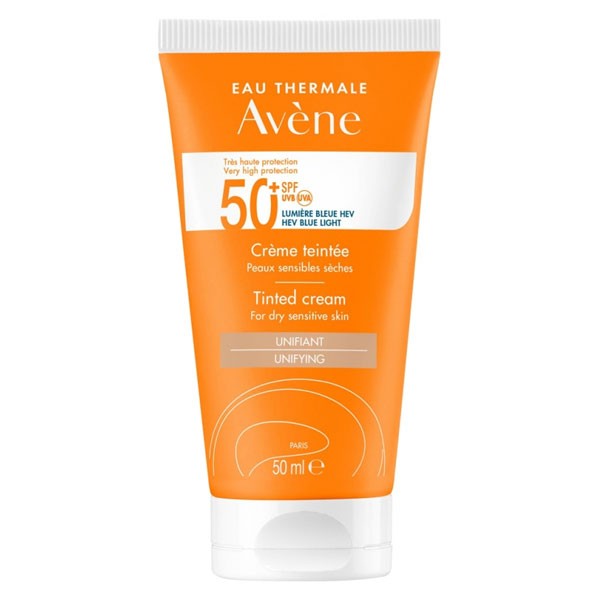 EAU THERMALE
Avène
Très haute protection
Very high protection
50+ SPF
UVB UVA
LUMIÈRE BLEUE HEV
HEV BLUE LIGHT
Crème teintée
Peaux sensibles sèches
Tinted cream
For dry sensitive skin
UNIFIANT
UNIFYING
PARIS
50 ml ℮